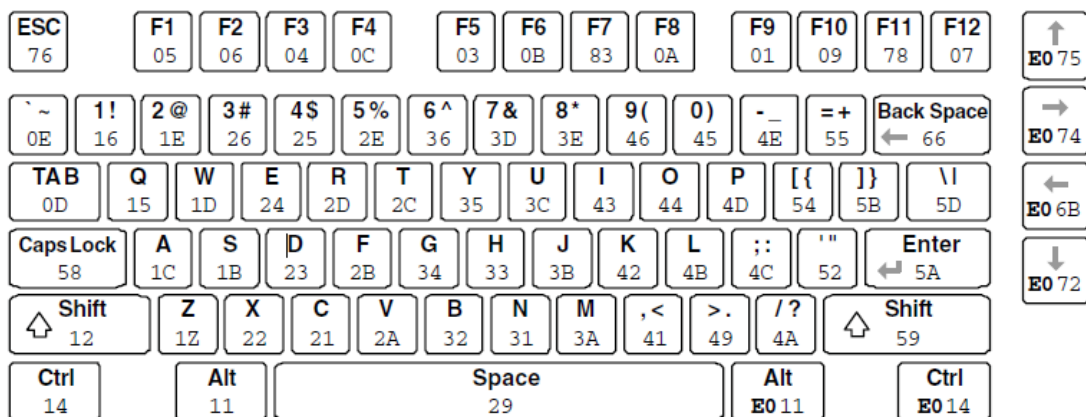 ESC F1 F2 F3 F4 F5 F6 F7 F8 F9 F10 F11 F12 ↑
76 05 06 04 0C 03 0B 83 0A 01 09 78 07 E0 75
` ~ 1 ! 2 @ 3 # 4 $ 5 % 6 ^ 7 & 8 * 9 ( 0 ) - _ = + Back Space →
0E 16 1E 26 25 2E 36 3D 3E 46 45 4E 55 ← 66 E0 74
TAB Q W E R T Y U I O P [ { ] } \ | ←
0D 15 1D 24 2D 2C 35 3C 43 44 4D 54 5B 5D E0 6B
Caps Lock A S D F G H J K L ; : ' " Enter ↓
58 1C 1B 23 2B 34 33 3B 42 4B 4C 52 ↵ 5A E0 72
Shift Z X C V B N M , < > . / ? Shift
12 1Z 22 21 2A 32 31 3A 41 49 4A 59
Ctrl Alt Space Alt Ctrl
14 11 29 E0 11 E0 14